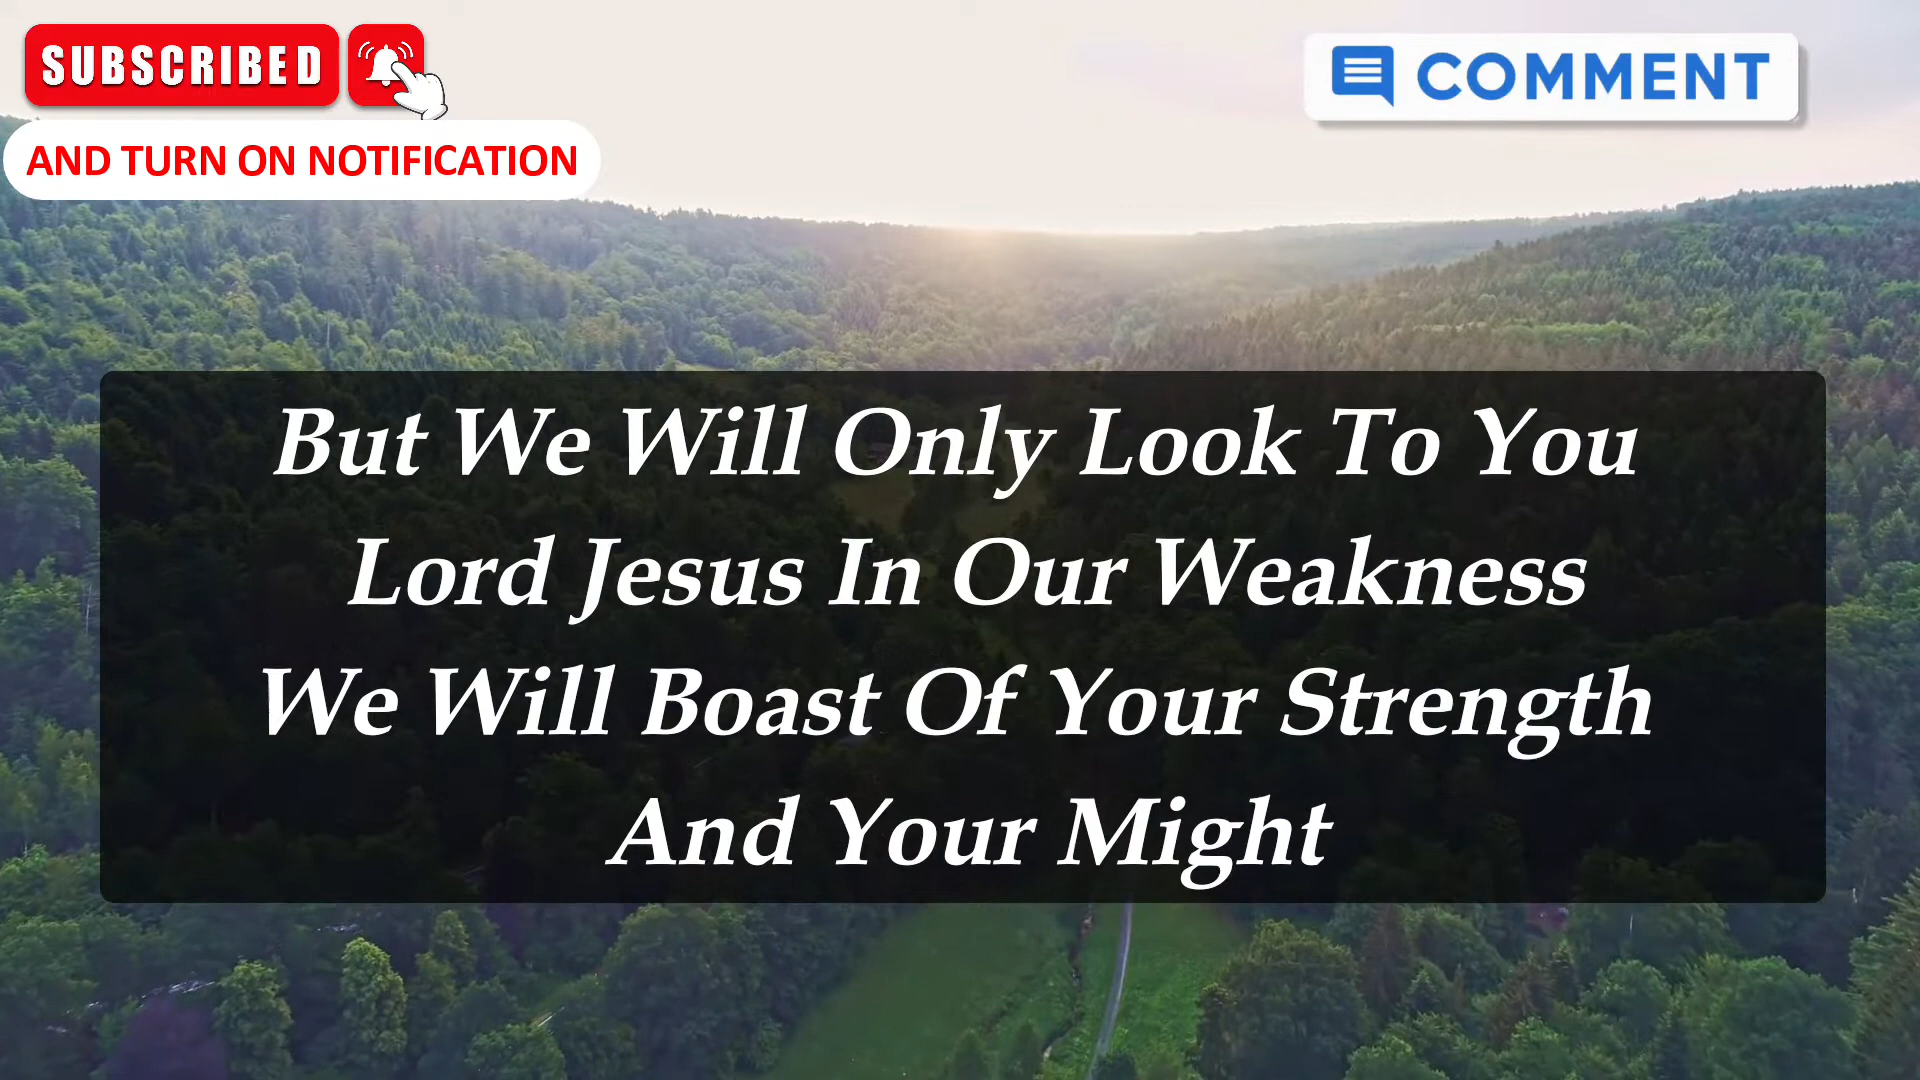 SUBSCRIBED
COMMENT
AND TURN ON NOTIFICATION
But We Will Only Look To You
Lord Jesus In Our Weakness
We Will Boast Of Your Strength
And Your Might